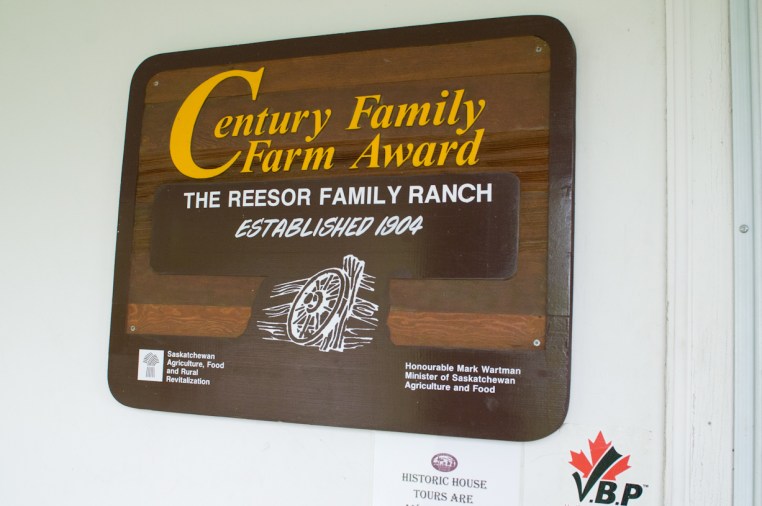 Century Family
Farm Award
THE REESOR FAMILY RANCH
ESTABLISHED 1904
Saskatchewan
Agriculture, Food
and Rural
Revitalization
Honourable Mark Wartman
Minister of Saskatchewan
Agriculture and Food
HISTORIC HOUSE
TOURS ARE
V.B.P™